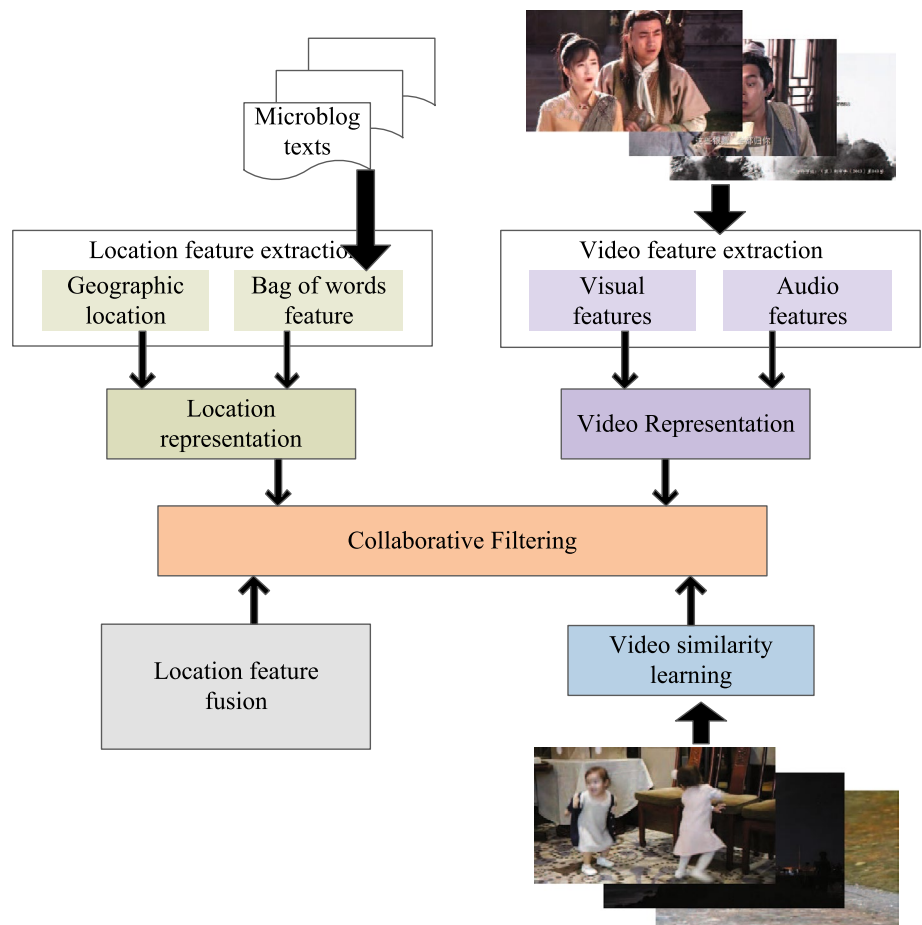 Microblog
texts
Location feature extraction
Geographic
location
Bag of words
feature
Video feature extraction
Visual
features
Audio
features
Location
representation
Video Representation
Collaborative Filtering
Location feature
fusion
Video similarity
learning